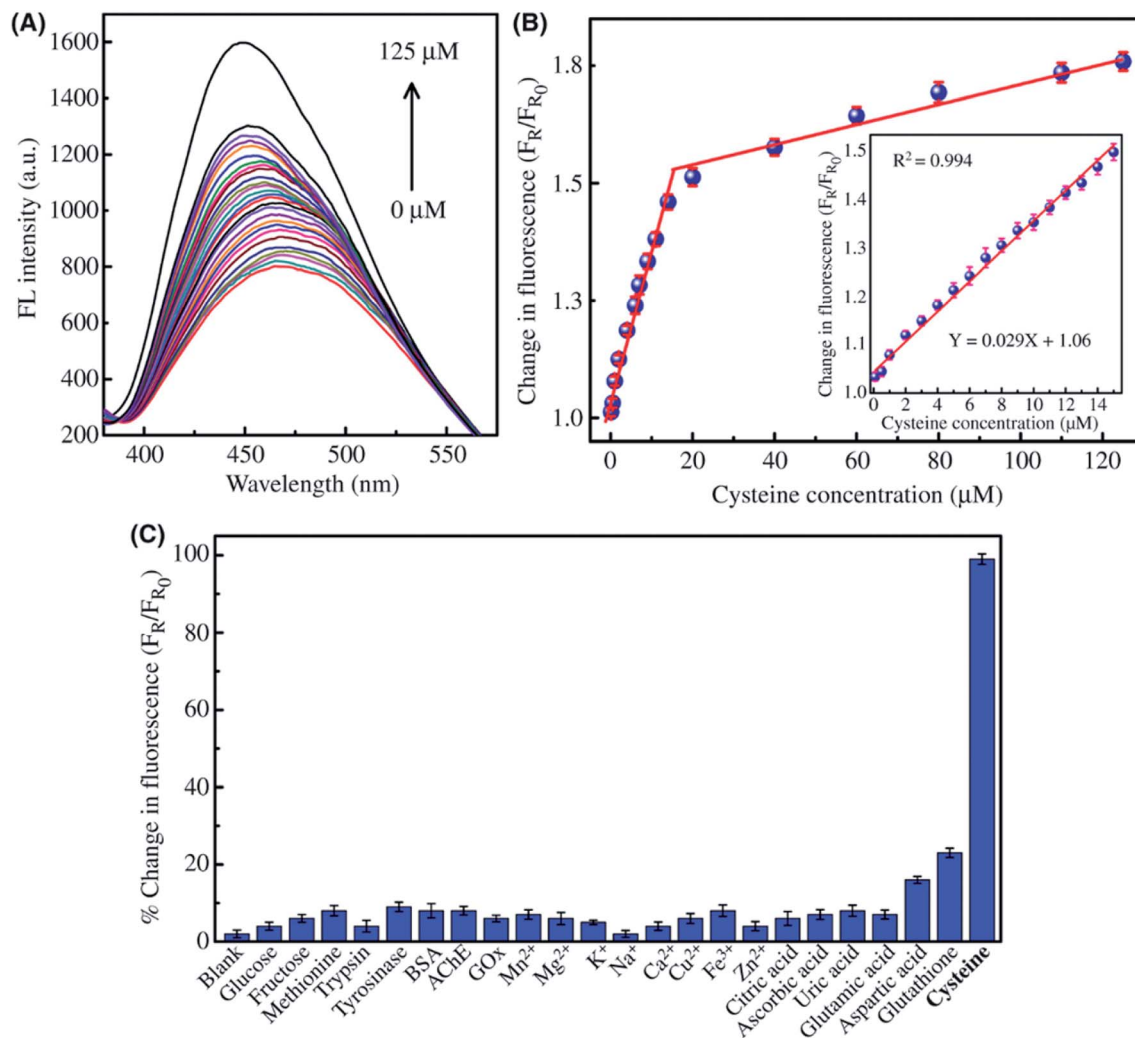 (A)
1600
1400
1200
1000
800
600
400
200
125 μM
0 μM
FL intensity (a.u.)
400 450 500 550
Wavelength (nm)
(B)
1.8
1.5
1.3
1.0
Change in fluorescence (F_R/F_R0)
0 20 40 60 80 100 120
Cysteine concentration (μM)
1.5
1.4
1.3
1.2
1.1
1.0
Change in fluorescence (F_R/F_R0)
R² = 0.994
Y = 0.029X + 1.06
0 2 4 6 8 10 12 14
Cysteine concentration (μM)
(C)
100
80
60
40
20
0
% Change in fluorescence (F_R/F_R0)
Blank
Glucose
Fructose
Methionine
Trypsin
Tyrosinase
BSA
AChE
GOx
Mn²⁺
Mg²⁺
K⁺
Na⁺
Ca²⁺
Cu²⁺
Fe³⁺
Zn²⁺
Citric acid
Ascorbic acid
Uric acid
Glutamic acid
Aspartic acid
Glutathione
Cysteine